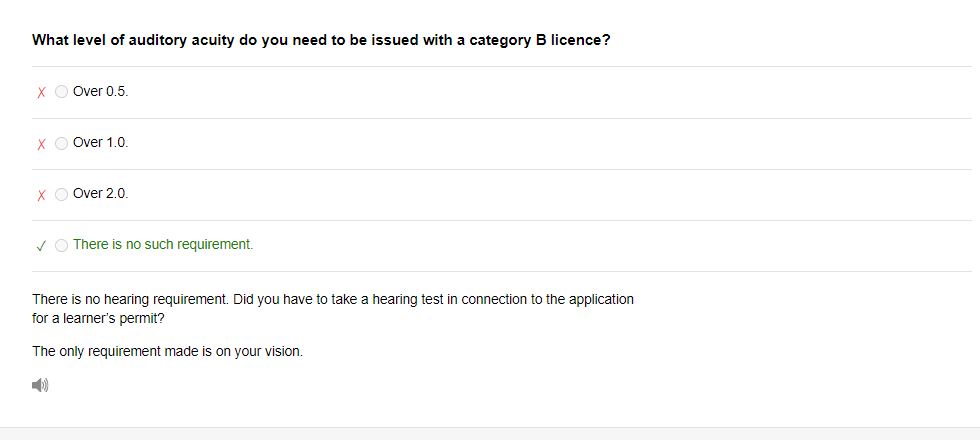 What level of auditory acuity do you need to be issued with a category B licence?
Over 0.5.
Over 1.0.
Over 2.0.
There is no such requirement.
There is no hearing requirement. Did you have to take a hearing test in connection to the application
for a learner's permit?
The only requirement made is on your vision.